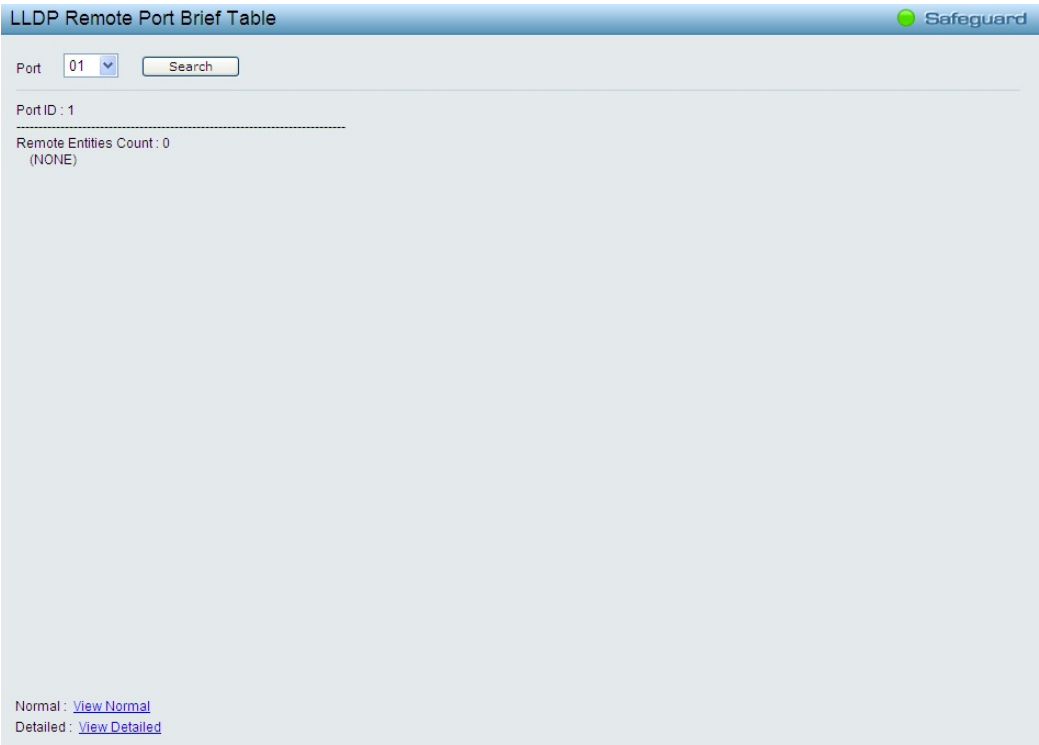 LLDP Remote Port Brief Table Safeguard
Port 01 Search
Port ID : 1
--------------------------------------------------------------------------
Remote Entities Count : 0
(NONE)
Normal : View Normal
Detailed : View Detailed